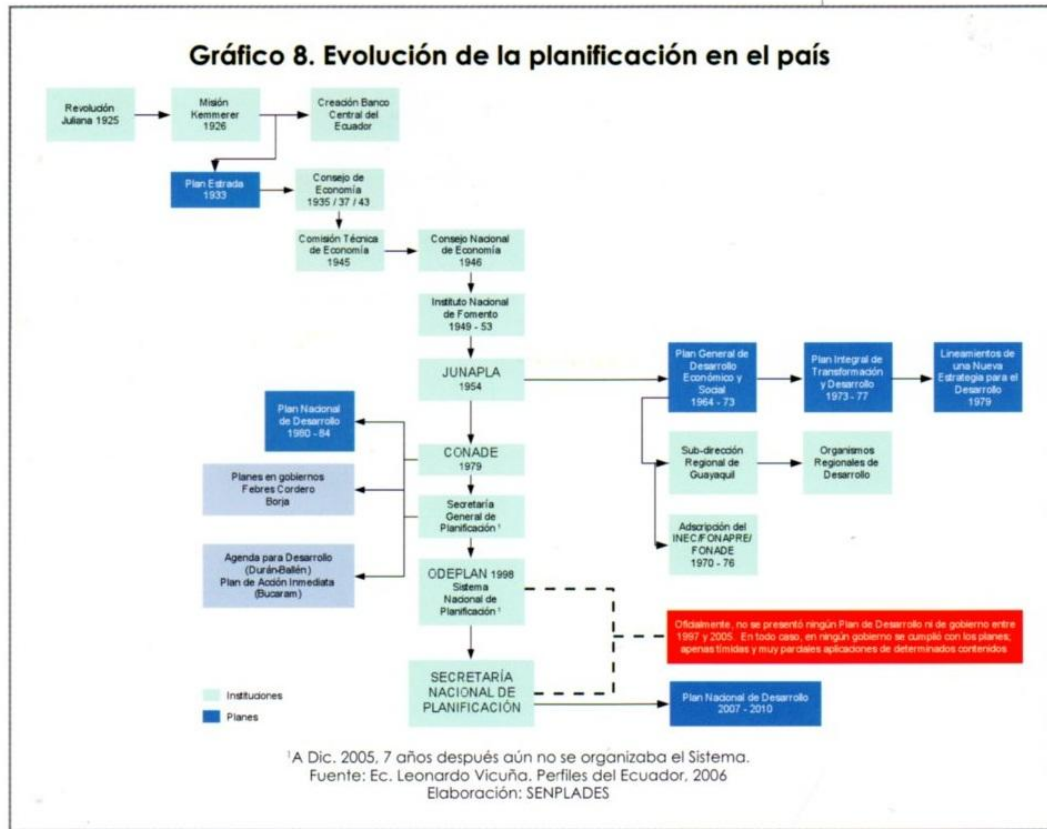 Gráfico 8. Evolución de la planificación en el país
Revolución
Juliana 1925
Misión
Kemmerer
1926
Creación Banco
Central del
Ecuador
Plan Estrada
1933
Consejo de
Economía
1935 / 37 / 43
Comisión Técnica
de Economía
1945
Consejo Nacional
de Economía
1946
Instituto Nacional
de Fomento
1949 - 53
JUNAPLA
1954
Plan General de
Desarrollo
Económico y
Social
1964 - 73
Plan Integral de
Transformación
y Desarrollo
1973 - 77
Lineamientos de
una Nueva
Estrategia para el
Desarrollo
1979
Plan Nacional
de Desarrollo
1980 - 84
CONADE
1979
Sub-dirección
Regional de
Guayaquil
Organismos
Regionales de
Desarrollo
Planes en gobiernos
Febres Cordero
Borja
Secretaría
General de
Planificación ¹
Adscripción del
INEC/FONAPRE/
FONADE
1970 - 76
Agenda para Desarrollo
(Durán-Ballén)
Plan de Acción Inmediata
(Bucaram)
ODEPLAN 1998
Sistema
Nacional de
Planificación ¹
Oficialmente, no se presentó ningún Plan de Desarrollo ni de gobierno entre
1997 y 2005. En todo caso, en ningún gobierno se cumplió con los planes;
apenas tímidas y muy parciales aplicaciones de determinados contenidos
SECRETARÍA
NACIONAL DE
PLANIFICACIÓN
Plan Nacional de Desarrollo
2007 - 2010
Instituciones
Planes
¹A Dic. 2005, 7 años después aún no se organizaba el Sistema.
Fuente: Ec. Leonardo Vicuña. Perfiles del Ecuador, 2006
Elaboración: SENPLADES